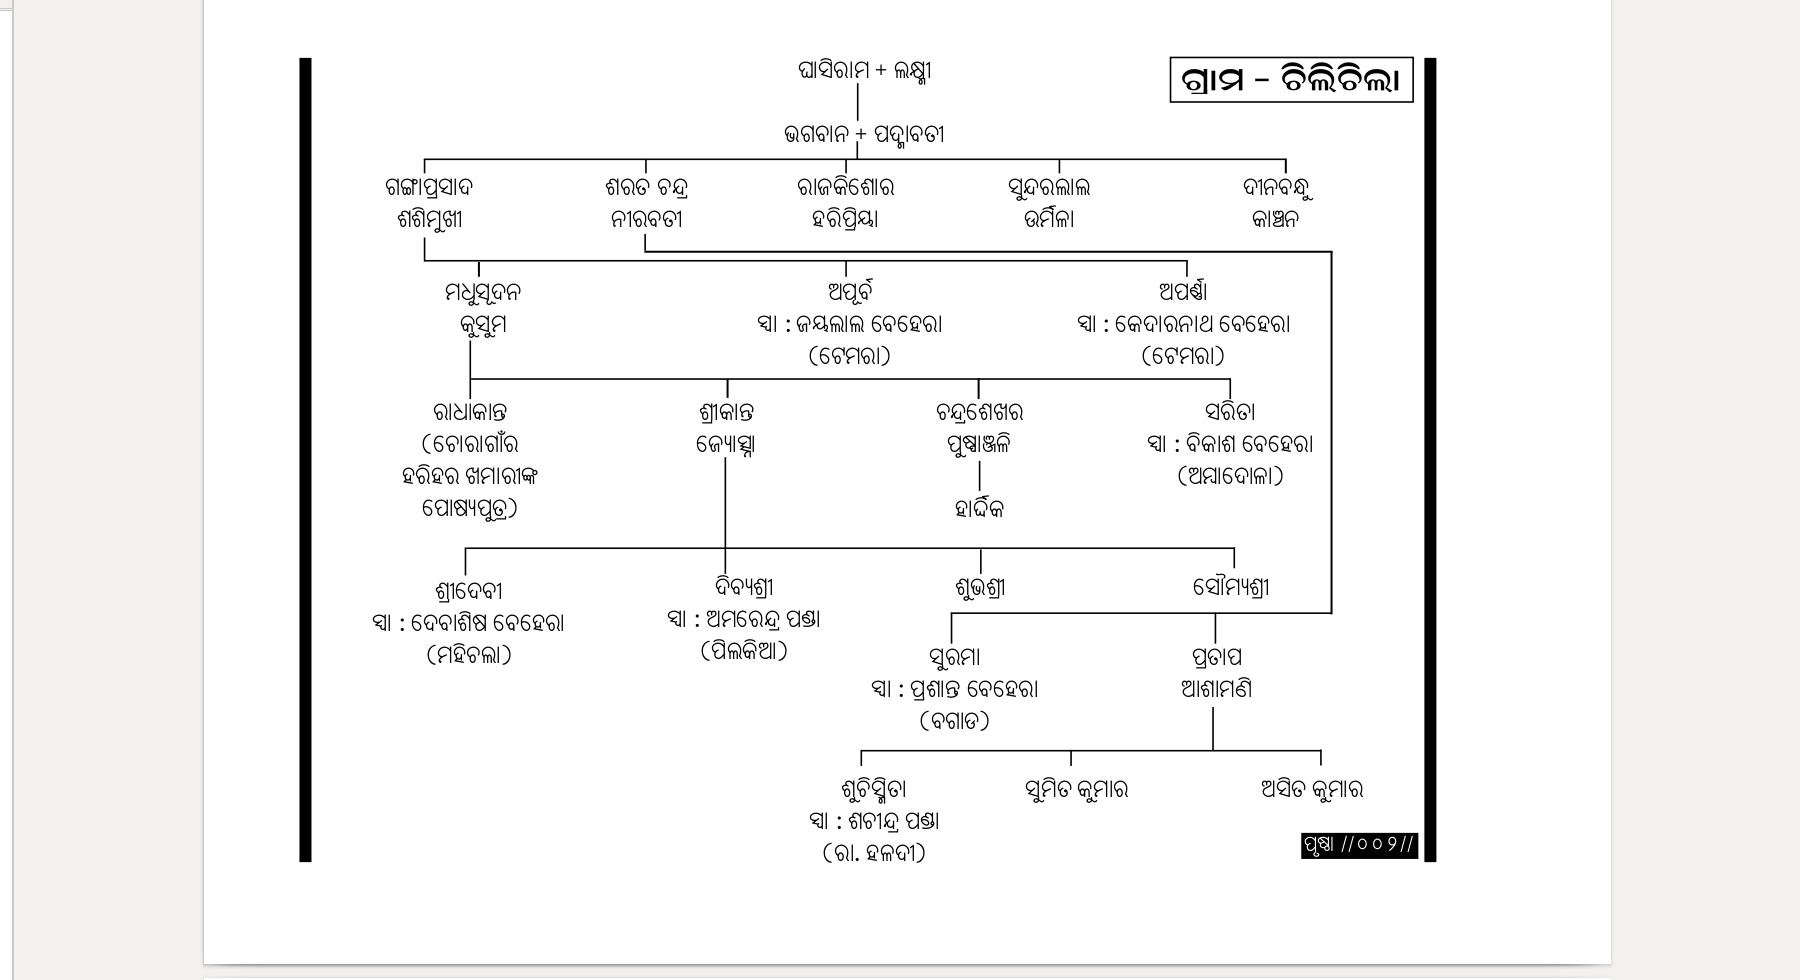 ଘାସିରାମ + ଲକ୍ଷ୍ମୀ
ଗ୍ରାମ - ଚିଲିଚିଲା
ଭଗବାନ + ପଦ୍ମାବତୀ
ଗଙ୍ଗାପ୍ରସାଦ ଶରତ ଚନ୍ଦ୍ର ରାଜକିଶୋର ସୁନ୍ଦରଲାଲ ଦୀନବନ୍ଧୁ
ଶଶିମୁଖୀ ନୀରବତୀ ହରିପ୍ରିୟା ଉର୍ମିଳା କାଞ୍ଚନ
ମଧୁସୂଦନ ଅପୂର୍ବ ଅପର୍ଣ୍ଣା
କୁସୁମ ସ୍ଵା : ଜୟଲାଲ ବେହେରା ସ୍ଵା : କେଦାରନାଥ ବେହେରା
(ଟେମରା) (ଟେମରା)
ରାଧାକାନ୍ତ ଶ୍ରୀକାନ୍ତ ଚନ୍ଦ୍ରଶେଖର ସରିତା
(ଚୋରାଗାଁର ଜ୍ୟୋତ୍ସ୍ନା ପୁଷ୍ପାଞ୍ଜଳି ସ୍ଵା : ବିକାଶ ବେହେରା
ହରିହର ଖମାରୀଙ୍କ (ଅମ୍ବାଦୋଳା)
ପୋଷ୍ୟପୁତ୍ର) ହାର୍ଦ୍ଦିକ
ଶ୍ରୀଦେବୀ ଦିବ୍ୟଶ୍ରୀ ଶୁଭଶ୍ରୀ ସୌମ୍ୟଶ୍ରୀ
ସ୍ଵା : ଦେବାଶିଷ ବେହେରା ସ୍ଵା : ଅମରେନ୍ଦ୍ର ପଣ୍ଡା
(ମହିଚଲା) (ପିଲକିଆ)
ସୁରମା ପ୍ରତାପ
ସ୍ଵା : ପ୍ରଶାନ୍ତ ବେହେରା ଆଶାମଣି
(ବଗାଡ)
ଶୁଚିସ୍ମିତା ସୁମିତ କୁମାର ଅସିତ କୁମାର
ସ୍ଵା : ଶଚୀନ୍ଦ୍ର ପଣ୍ଡା
(ରା. ହଳଦୀ)
ପୃଷ୍ଠା //୦୦୨//